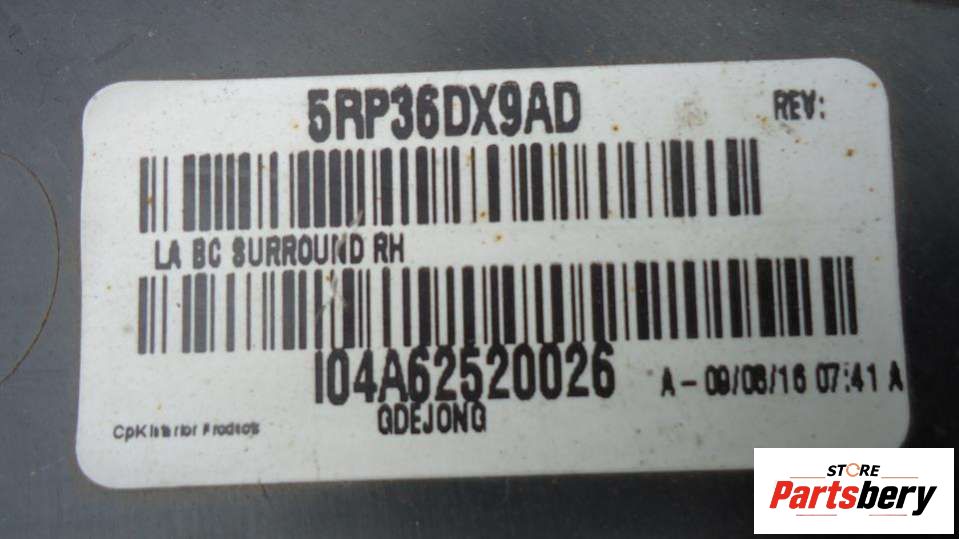 5RP36DX9AD REV:
LA BC SURROUND RH
I04A62520026
A - 09/08/16 07:41 A
QDEJONG
CpK Interior Products
STORE
Partsbery